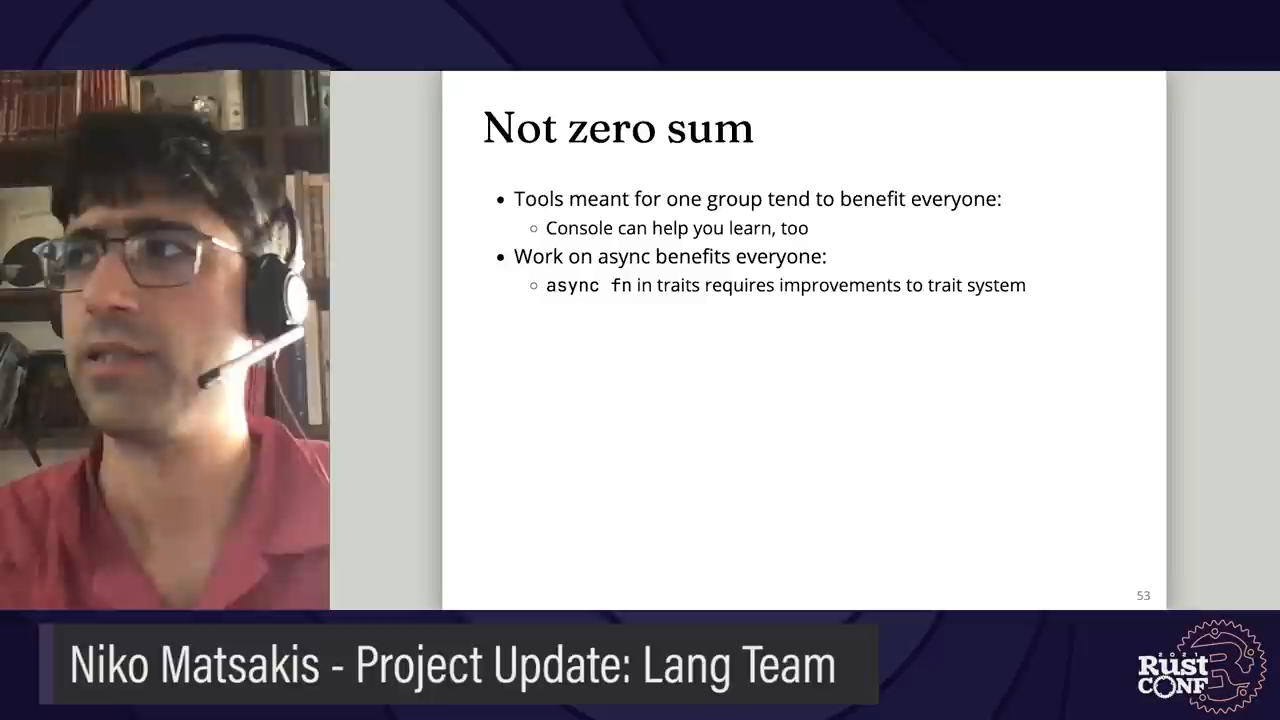 Not zero sum
• Tools meant for one group tend to benefit everyone:
○ Console can help you learn, too
• Work on async benefits everyone:
○ async fn in traits requires improvements to trait system
53
Niko Matsakis - Project Update: Lang Team
2021
Rust
CONF